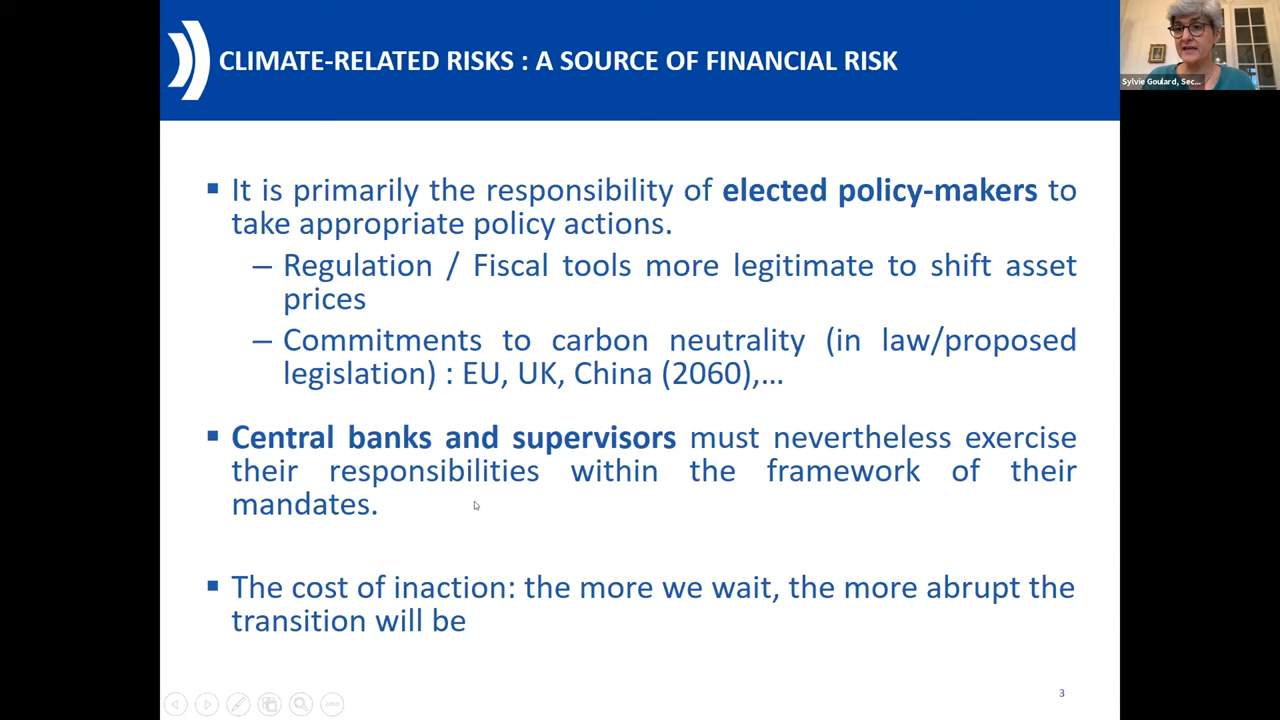 CLIMATE-RELATED RISKS : A SOURCE OF FINANCIAL RISK
Sylvie Goulard, Sec...
▪ It is primarily the responsibility of elected policy-makers to
take appropriate policy actions.
– Regulation / Fiscal tools more legitimate to shift asset
prices
– Commitments to carbon neutrality (in law/proposed
legislation) : EU, UK, China (2060),...
▪ Central banks and supervisors must nevertheless exercise
their responsibilities within the framework of their
mandates.
▪ The cost of inaction: the more we wait, the more abrupt the
transition will be
3